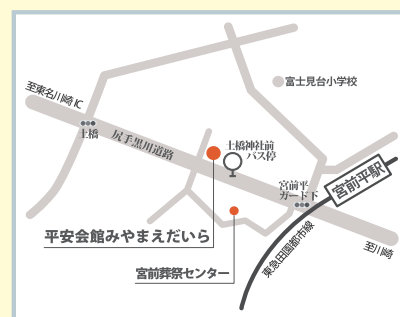 富士見台小学校
至東名川崎IC
土橋
尻手黒川道路
土橋神社前
バス停
宮前平
ガード下
宮前平駅
平安会館みやまえだいら
至川崎
東急田園都市線
宮前葬祭センター